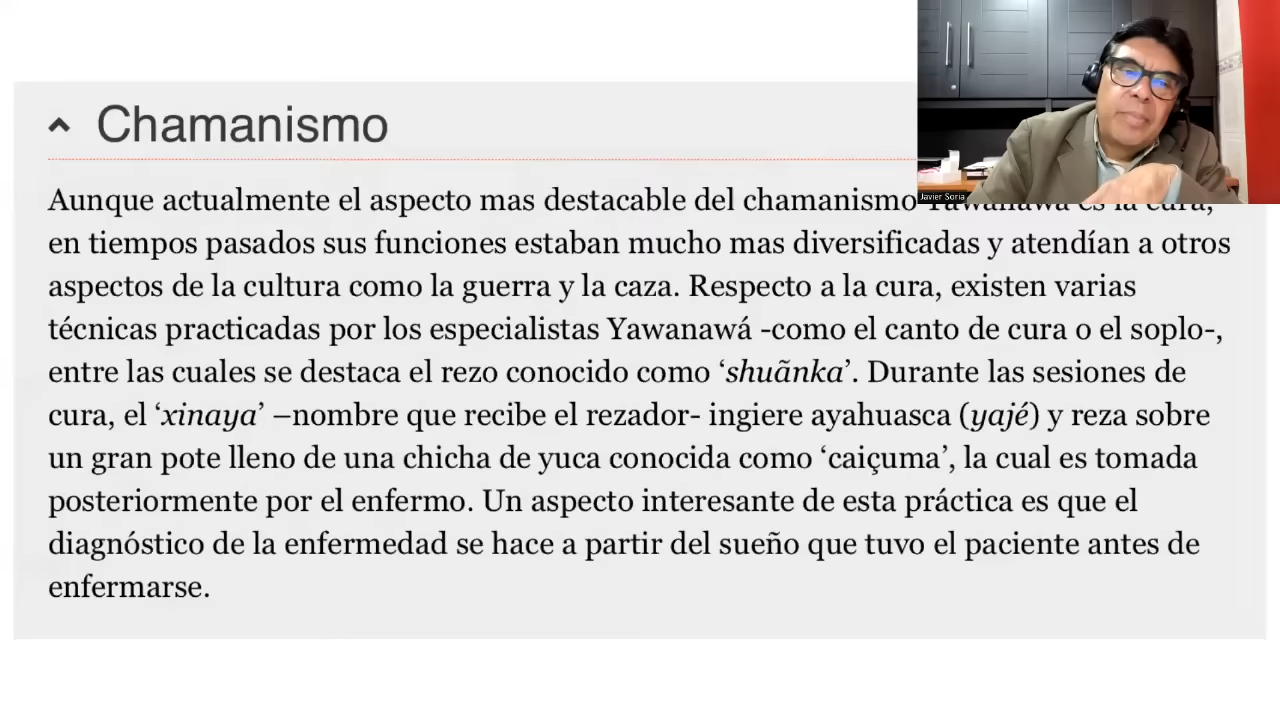 Chamanismo
Javier Soria
Aunque actualmente el aspecto mas destacable del chamanismo Yawanawa es la cura,
en tiempos pasados sus funciones estaban mucho mas diversificadas y atendían a otros
aspectos de la cultura como la guerra y la caza. Respecto a la cura, existen varias
técnicas practicadas por los especialistas Yawanawá -como el canto de cura o el soplo-,
entre las cuales se destaca el rezo conocido como ‘shuãnka’. Durante las sesiones de
cura, el ‘xinaya’ –nombre que recibe el rezador- ingiere ayahuasca (yajé) y reza sobre
un gran pote lleno de una chicha de yuca conocida como ‘caiçuma’, la cual es tomada
posteriormente por el enfermo. Un aspecto interesante de esta práctica es que el
diagnóstico de la enfermedad se hace a partir del sueño que tuvo el paciente antes de
enfermarse.